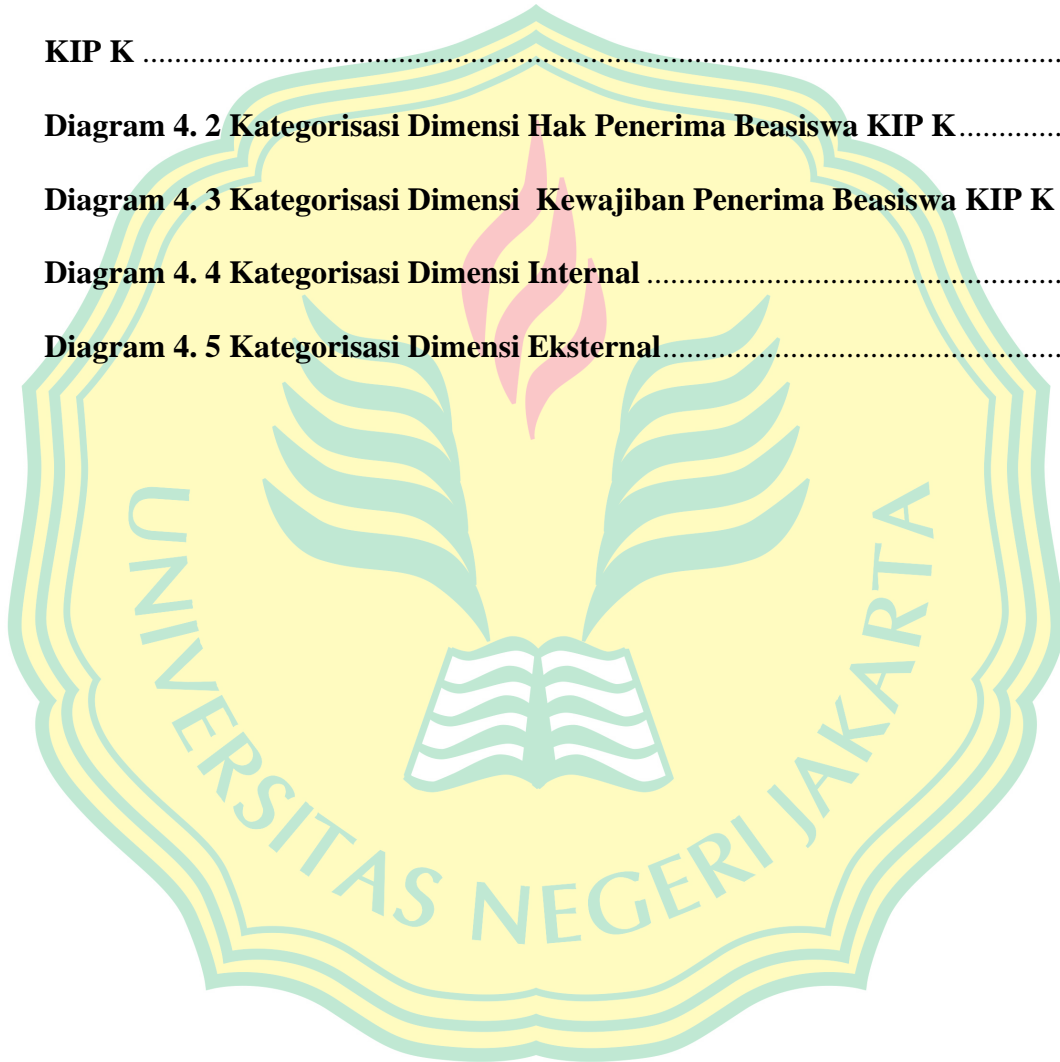 KIP K ........................................................................................................................................
Diagram 4. 2 Kategorisasi Dimensi Hak Penerima Beasiswa KIP K.............
Diagram 4. 3 Kategorisasi Dimensi  Kewajiban Penerima Beasiswa KIP K
Diagram 4. 4 Kategorisasi Dimensi Internal ..............................................................
Diagram 4. 5 Kategorisasi Dimensi Eksternal............................................................
UNIVERSITAS NEGERI JAKARTA